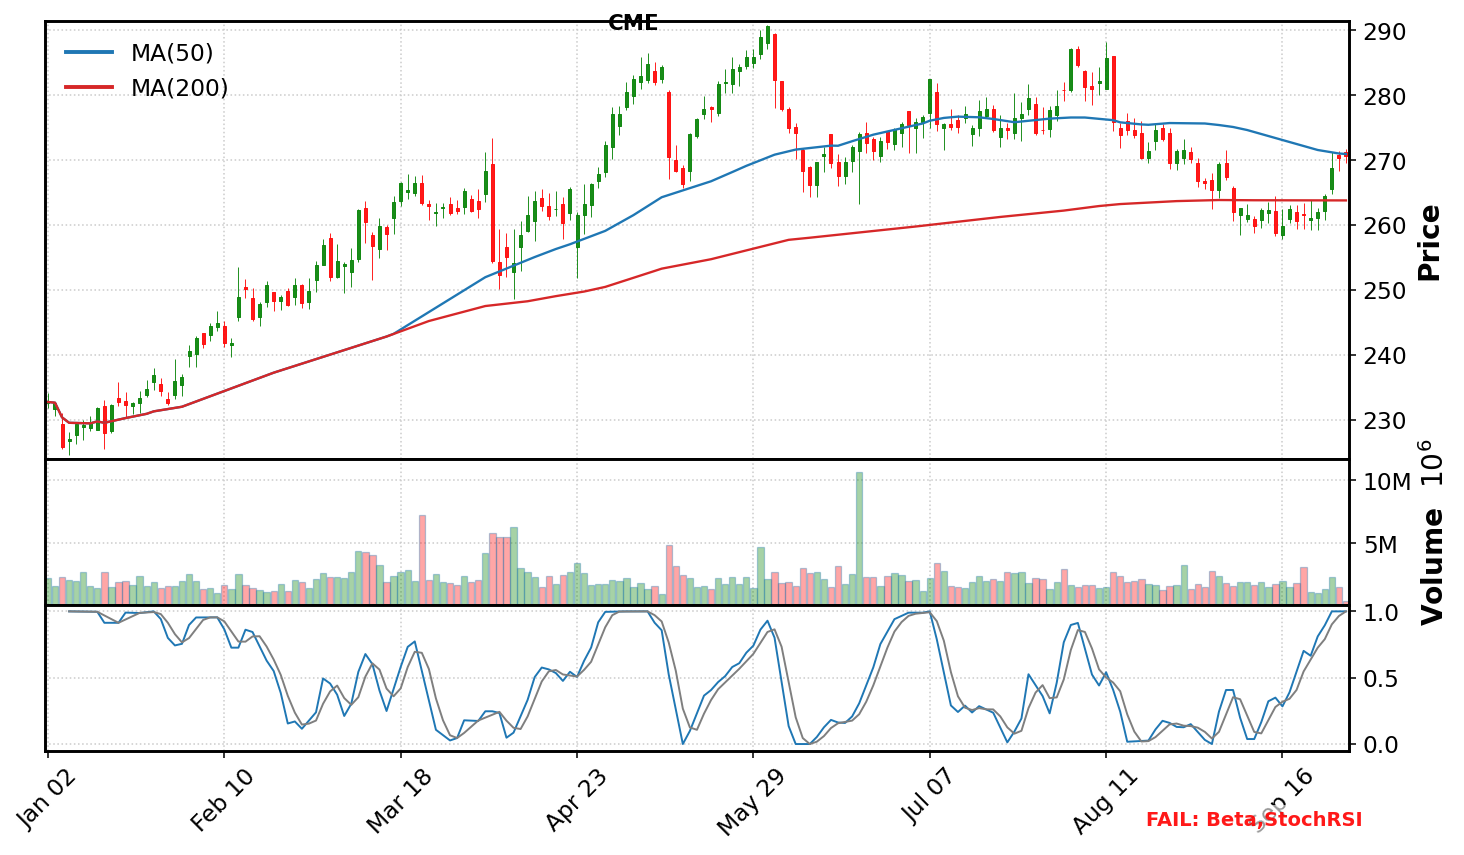 CME
MA(50)
MA(200)
290
280
270
260
250
240
230
Price
10M
5M
Volume 10⁶
1.0
0.5
0.0
Jan 02
Feb 10
Mar 18
Apr 23
May 29
Jul 07
Aug 11
Sep 16
FAIL: Beta, StochRSI